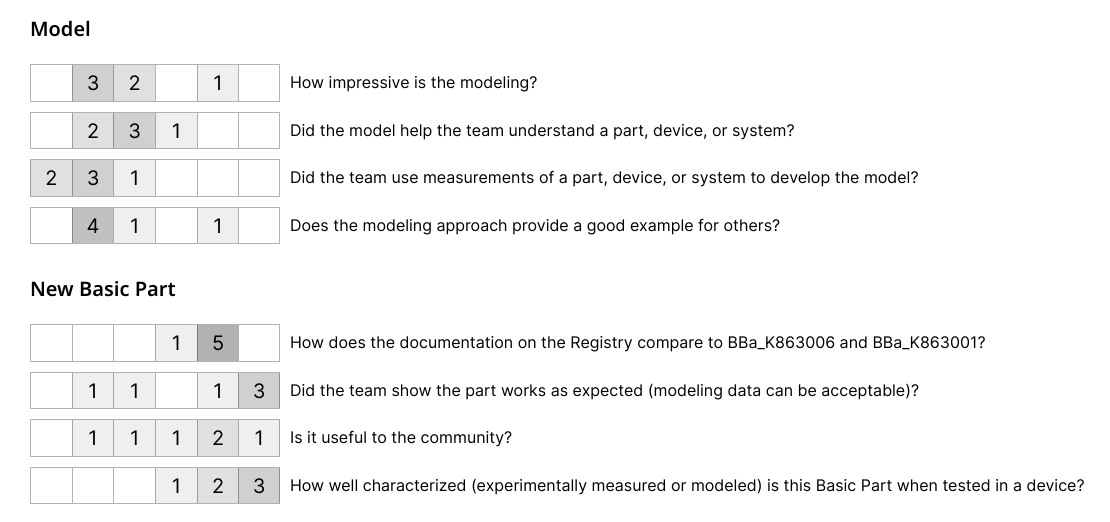 Model
3 2 1 How impressive is the modeling?
2 3 1 Did the model help the team understand a part, device, or system?
2 3 1 Did the team use measurements of a part, device, or system to develop the model?
4 1 1 Does the modeling approach provide a good example for others?
New Basic Part
1 5 How does the documentation on the Registry compare to BBa_K863006 and BBa_K863001?
1 1 1 3 Did the team show the part works as expected (modeling data can be acceptable)?
1 1 1 2 1 Is it useful to the community?
1 2 3 How well characterized (experimentally measured or modeled) is this Basic Part when tested in a device?